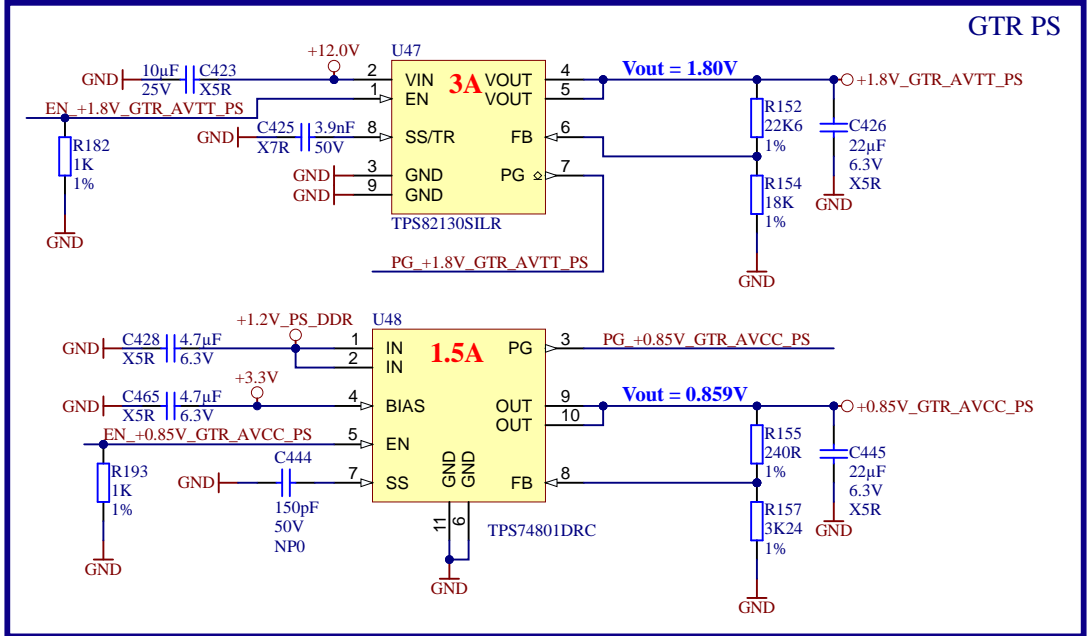 GTR PS
+12.0V
U47
10µF
C423
GND
25V
X5R
2
VIN
3A
VOUT
4
Vout = 1.80V
+1.8V_GTR_AVTT_PS
EN_+1.8V_GTR_AVTT_PS
1
EN
VOUT
5
R152
22K6
1%
C425
3.9nF
GND
X7R
50V
8
SS/TR
FB
6
C426
22µF
6.3V
X5R
GND
R182
1K
1%
GND
GND
3
GND
PG
7
GND
9
GND
R154
18K
1%
GND
TPS82130SILR
PG_+1.8V_GTR_AVTT_PS
+1.2V_PS_DDR
U48
C428
4.7µF
GND
X5R
6.3V
1
IN
1.5A
PG
3
PG_+0.85V_GTR_AVCC_PS
2
IN
+3.3V
C465
4.7µF
GND
X5R
6.3V
4
BIAS
OUT
9
Vout = 0.859V
+0.85V_GTR_AVCC_PS
OUT
10
EN_+0.85V_GTR_AVCC_PS
5
EN
R155
240R
1%
C445
22µF
6.3V
X5R
GND
R193
1K
1%
GND
C444
GND
150pF
50V
NP0
7
SS
GND
GND
FB
8
11
6
GND
TPS74801DRC
R157
3K24
1%
GND